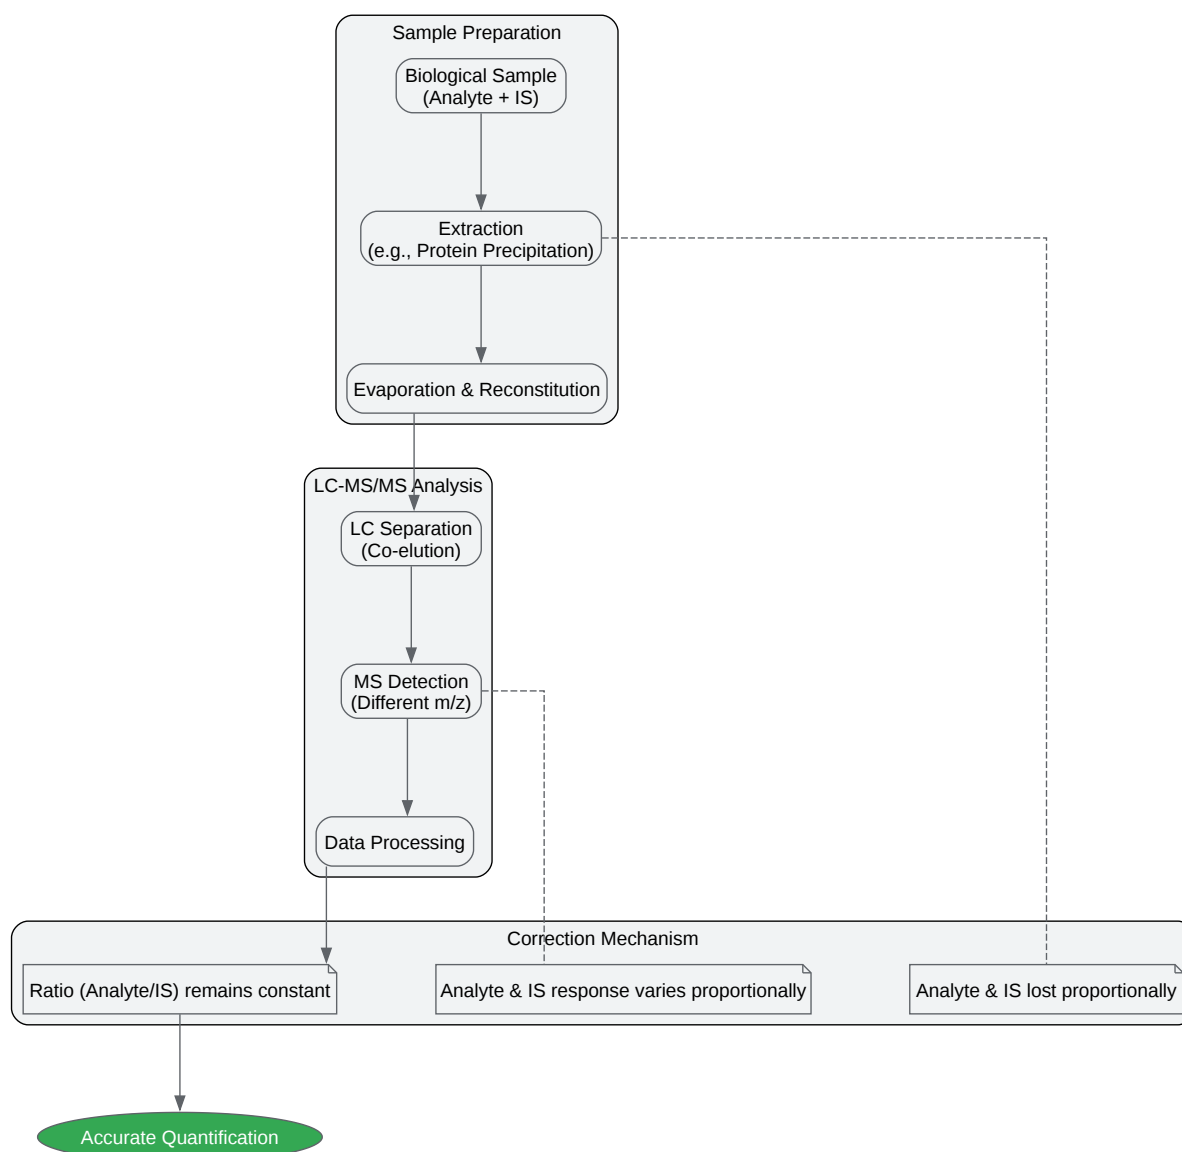 Sample Preparation
Biological Sample
(Analyte + IS)
Extraction
(e.g., Protein Precipitation)
Evaporation & Reconstitution
LC-MS/MS Analysis
LC Separation
(Co-elution)
MS Detection
(Different m/z)
Data Processing
Correction Mechanism
Ratio (Analyte/IS) remains constant
Analyte & IS response varies proportionally
Analyte & IS lost proportionally
Accurate Quantification